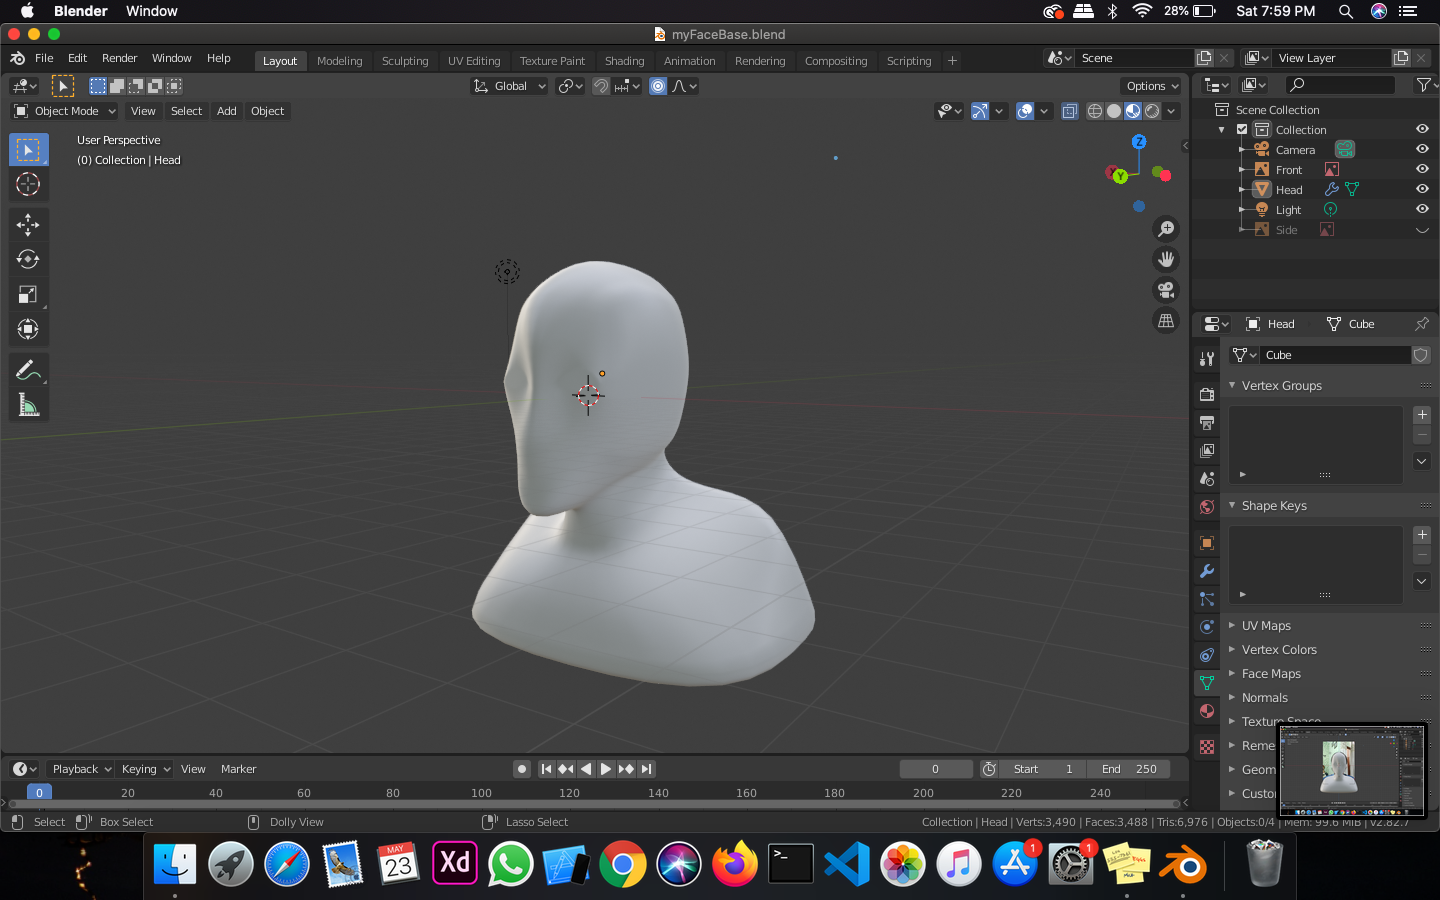 Blender Window 28% Sat 7:59 PM
myFaceBase.blend
File Edit Render Window Help Layout Modeling Sculpting UV Editing Texture Paint Shading Animation Rendering Compositing Scripting + Scene View Layer
Global Options
Object Mode View Select Add Object
User Perspective
(0) Collection | Head
Z
Y
Scene Collection
Collection
Camera
Front
Head
Light
Side
Head Cube
Cube
Vertex Groups
Shape Keys
UV Maps
Vertex Colors
Face Maps
Normals
Texture Space
Reme
Geom
Custo
Playback Keying View Marker 0 Start 1 End 250
0 20 40 60 80 100 120 140 160 180 200 220 240
Select Box Select Dolly View Lasso Select Collection | Head | Verts:3,490 | Faces:3,488 | Tris:6,976 | Objects:0/4 | Mem: 99.6 MiB | v2.82.7
MAY
23
Xd
>_
1
1